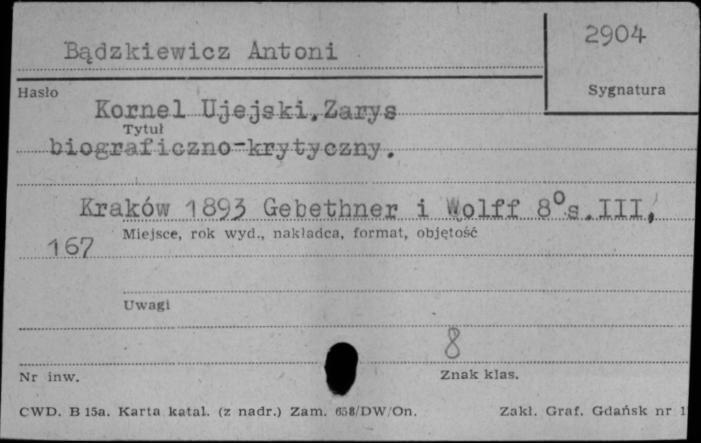 Bądzkiewicz Antoni
2904
Hasło
Sygnatura
Kornel Ujejski.Zarys
Tytuł
biograficzno-krytyczny.
Kraków 1893 Gebethner i Wolff 8⁰s.III,
Miejsce, rok wyd., nakładca, format, objętość
167
Uwagi
8
Nr inw.
Znak klas.
CWD. B 15a. Karta katal. (z nadr.) Zam. 658/DW/On.
Zakł. Graf. Gdańsk nr